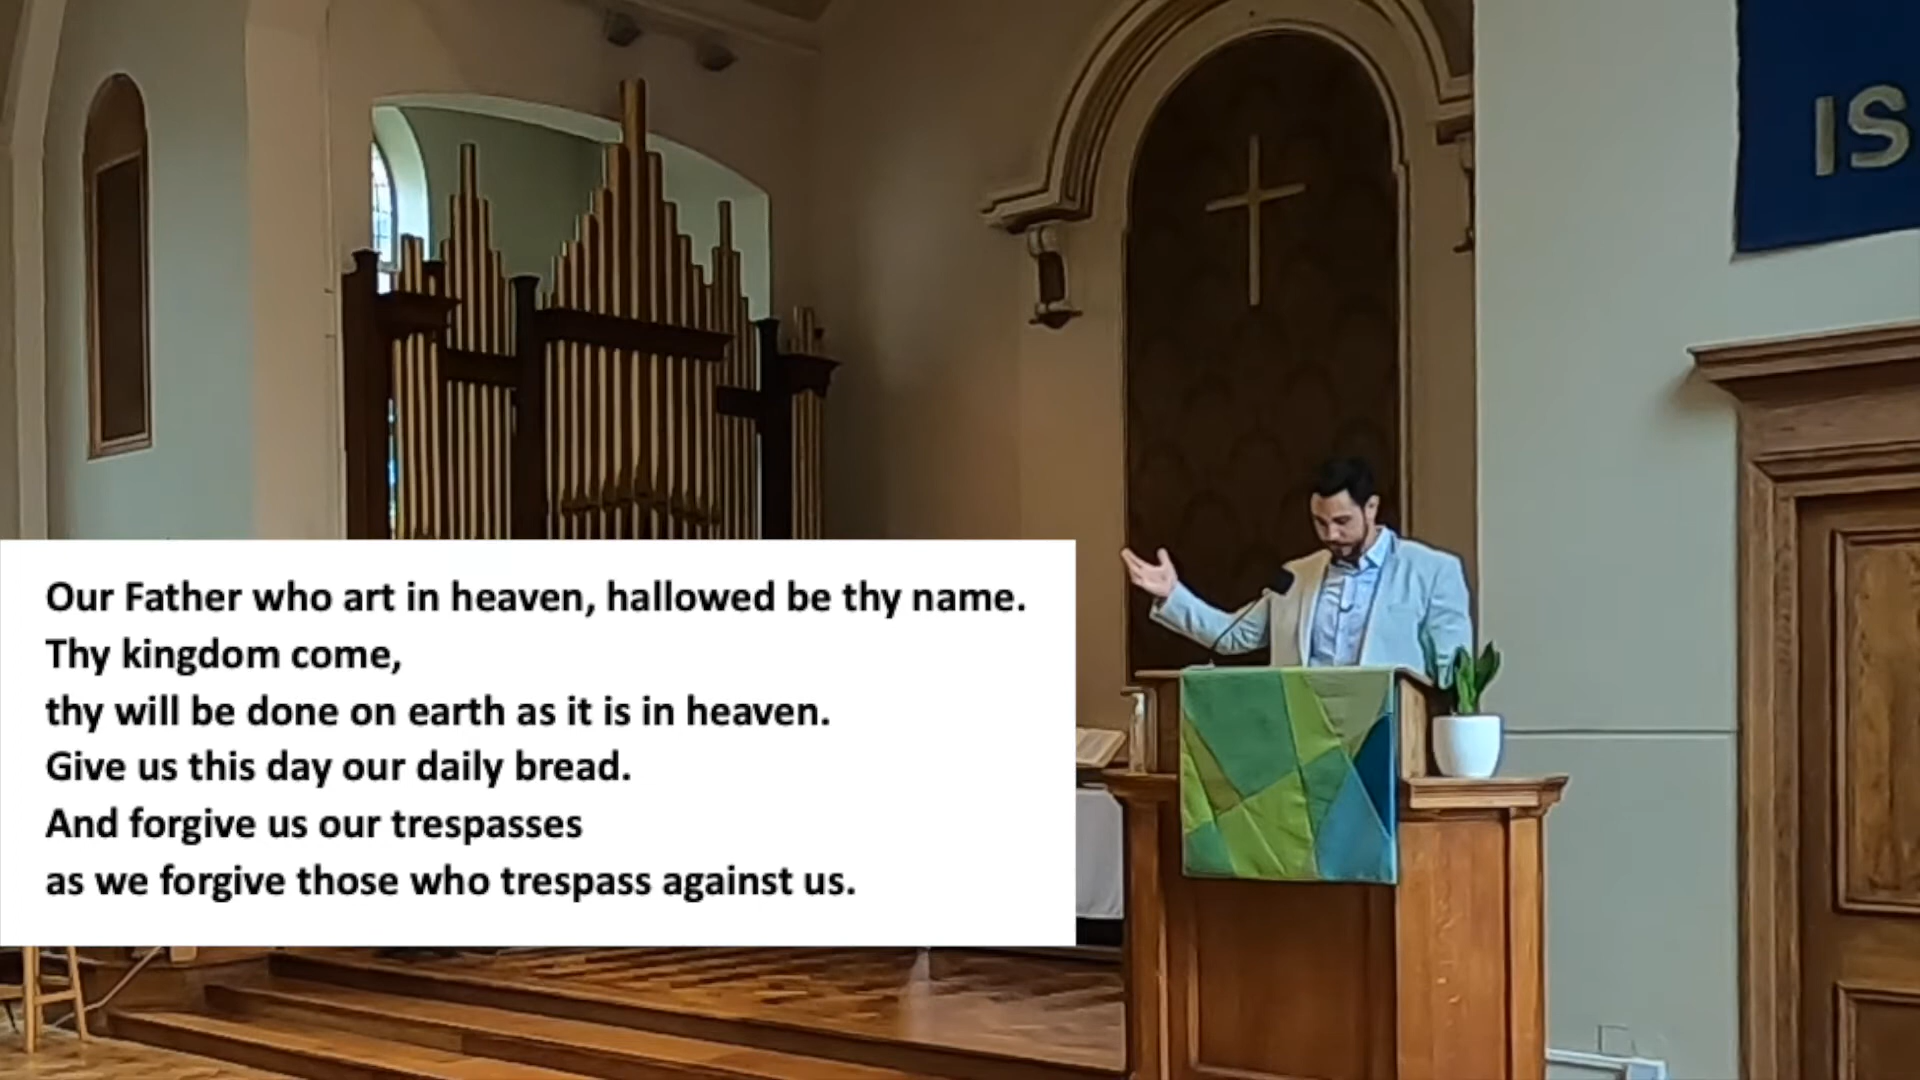 IS
Our Father who art in heaven, hallowed be thy name.
Thy kingdom come,
thy will be done on earth as it is in heaven.
Give us this day our daily bread.
And forgive us our trespasses
as we forgive those who trespass against us.